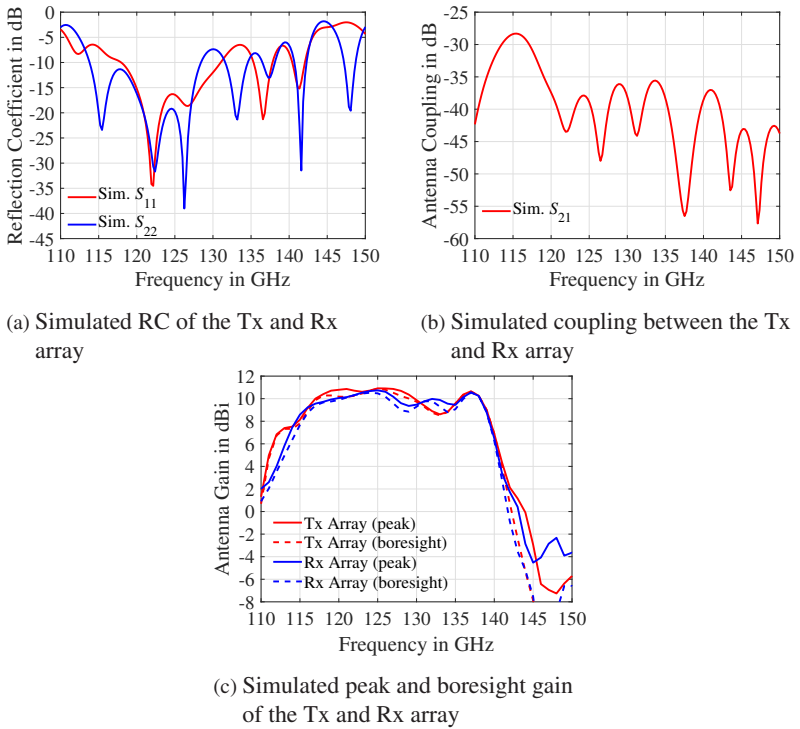 0
-5
-10
-15
-20
-25
-30
-35
-40
-45
Reflection Coefficient in dB
Sim. S11
Sim. S22
110 115 120 125 130 135 140 145 150
Frequency in GHz
(a) Simulated RC of the Tx and Rx
array
-25
-30
-35
-40
-45
-50
-55
-60
Antenna Coupling in dB
Sim. S21
110 115 120 125 130 135 140 145 150
Frequency in GHz
(b) Simulated coupling between the Tx
and Rx array
12
10
8
6
4
2
0
-2
-4
-6
-8
Antenna Gain in dBi
Tx Array (peak)
Tx Array (boresight)
Rx Array (peak)
Rx Array (boresight)
110 115 120 125 130 135 140 145 150
Frequency in GHz
(c) Simulated peak and boresight gain
of the Tx and Rx array